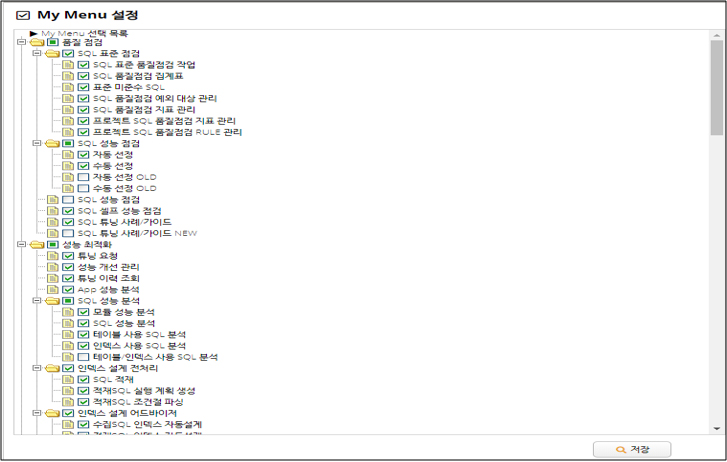 My Menu 설정
My Menu 선택 목록
품질 점검
SQL 표준 점검
SQL 표준 품질점검 작업
SQL 품질점검 집계표
표준 미준수 SQL
SQL 품질점검 예외 대상 관리
SQL 품질점검 지표 관리
프로젝트 SQL 품질점검 지표 관리
프로젝트 SQL 품질점검 RULE 관리
SQL 성능 점검
자동 선정
수동 선정
자동 선정 OLD
수동 선정 OLD
SQL 성능 점검
SQL 셀프 성능 점검
SQL 튜닝 사례/가이드
SQL 튜닝 사례/가이드 NEW
성능 최적화
튜닝 요청
성능 개선 관리
튜닝 이력 조회
App 성능 분석
SQL 성능 분석
모듈 성능 분석
SQL 성능 분석
테이블 사용 SQL 분석
인덱스 사용 SQL 분석
테이블/인덱스 사용 SQL 분석
인덱스 설계 전처리
SQL 적재
적재SQL 실행 계획 생성
적재SQL 조건절 파싱
인덱스 설계 어드바이저
수집SQL 인덱스 자동설계
저장